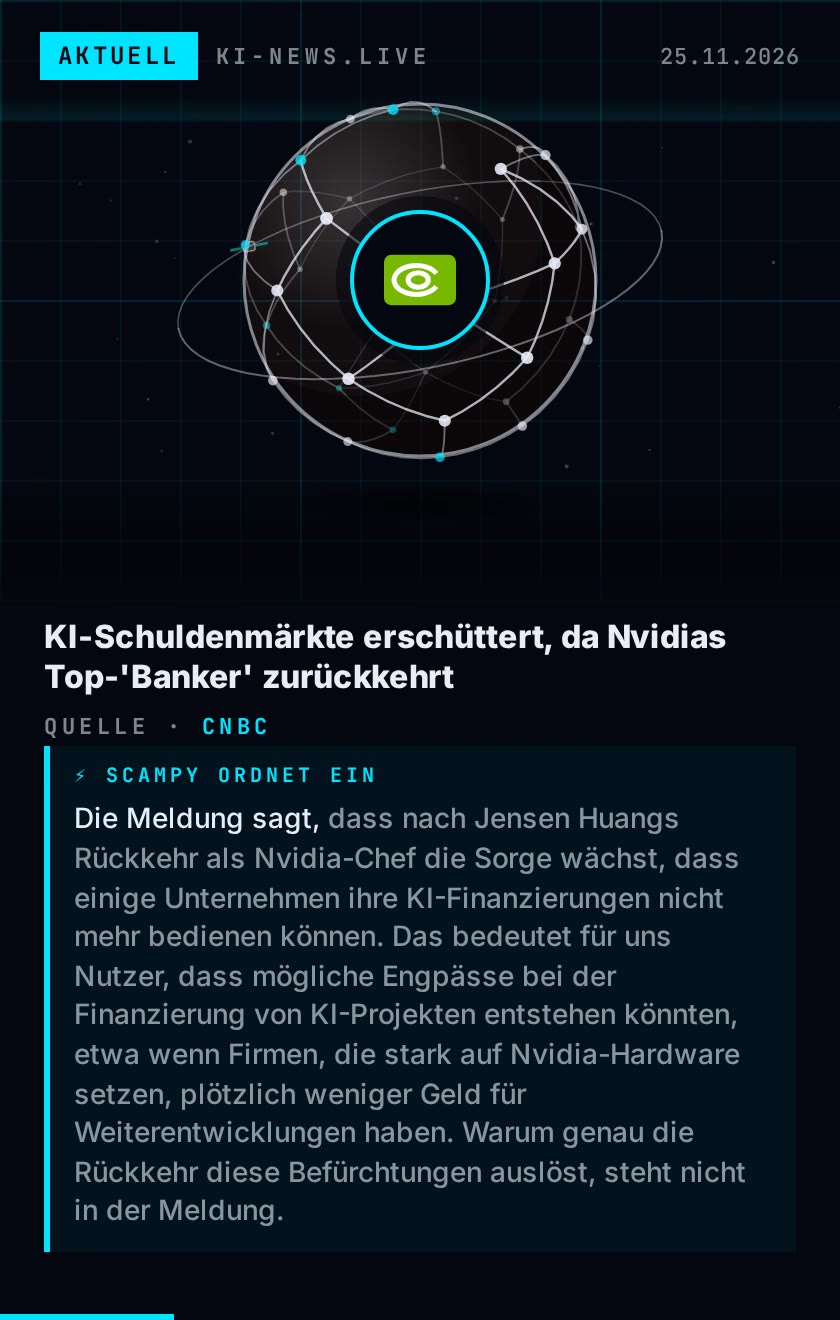 AKTUELL KI-NEWS.LIVE 25.11.2026
KI-Schuldenmärkte erschüttert, da Nvidias
Top-'Banker' zurückkehrt
QUELLE · CNBC
⚡ SCAMPY ORDNET EIN
Die Meldung sagt, dass nach Jensen Huangs
Rückkehr als Nvidia-Chef die Sorge wächst, dass
einige Unternehmen ihre KI-Finanzierungen nicht
mehr bedienen können. Das bedeutet für uns
Nutzer, dass mögliche Engpässe bei der
Finanzierung von KI-Projekten entstehen könnten,
etwa wenn Firmen, die stark auf Nvidia-Hardware
setzen, plötzlich weniger Geld für
Weiterentwicklungen haben. Warum genau die
Rückkehr diese Befürchtungen auslöst, steht nicht
in der Meldung.